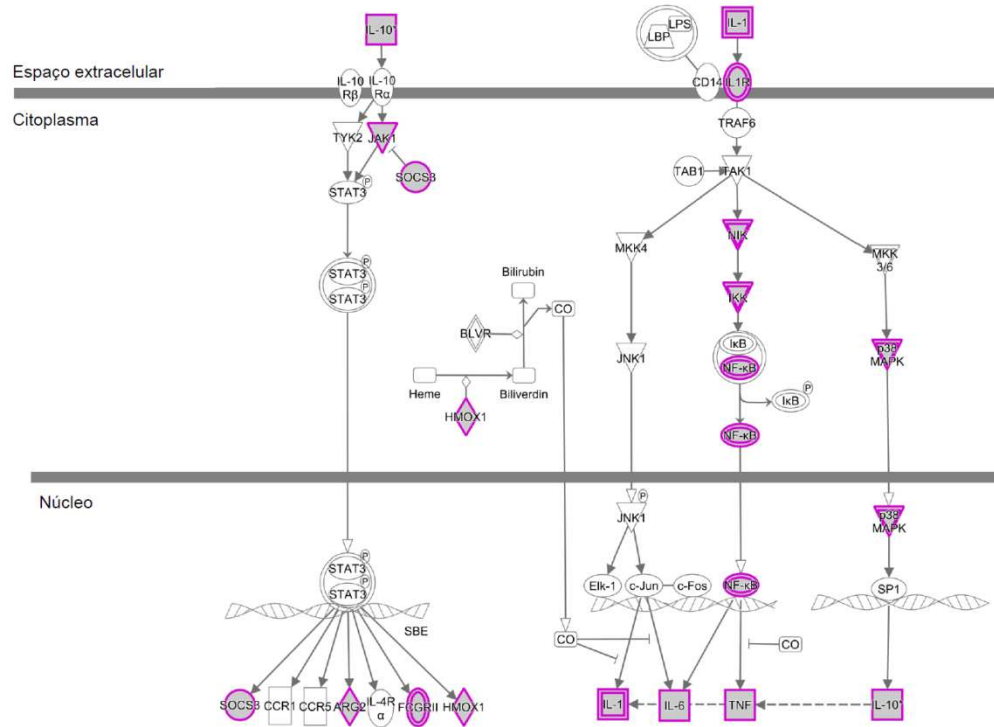 IL-10*
IL-1
LPS
LBP
Espaço extracelular
IL-10
Rβ
IL-10
Rα
CD14
IL1R
Citoplasma
TYK2
JAK1
TRAF6
SOCS3
TAB1
TAK1
STAT3
P
MKK4
NIK
MKK
3/6
STAT3
P
STAT3
P
Bilirubin
CO
IKK
BLVR
IκB
NF-κB
JNK1
p38
MAPK
Heme
Biliverdin
IκB
P
HMOX1
NF-κB
Núcleo
JNK1
P
p38
MAPK
STAT3
P
STAT3
P
Elk-1
c-Jun
c-Fos
NF-κB
SP1
SBE
CO
CO
SOCS3
CCR1
CCR5
ARG2
IL-4R
α
FCGRII
HMOX1
IL-1
IL-6
TNF
IL-10*